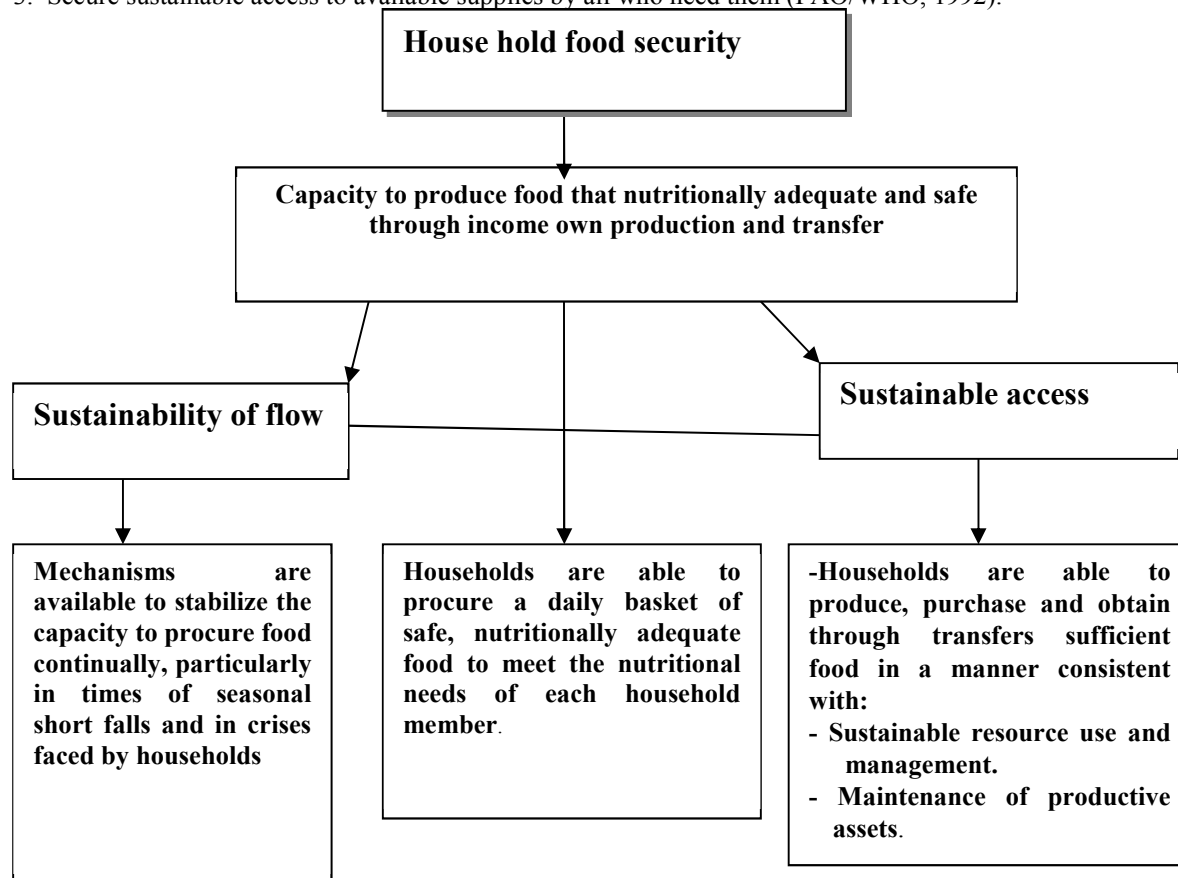 3. Secure sustainable access to available supplies by all who need them (FAO/WHO, 1992).
House hold food security
Capacity to produce food that nutritionally adequate and safe
through income own production and transfer
Sustainability of flow
Sustainable access
Mechanisms are
available to stabilize the
capacity to procure food
continually, particularly
in times of seasonal
short falls and in crises
faced by households
Households are able to
procure a daily basket of
safe, nutritionally adequate
food to meet the nutritional
needs of each household
member.
-Households are able to
produce, purchase and obtain
through transfers sufficient
food in a manner consistent
with:
- Sustainable resource use and
management.
- Maintenance of productive
assets.